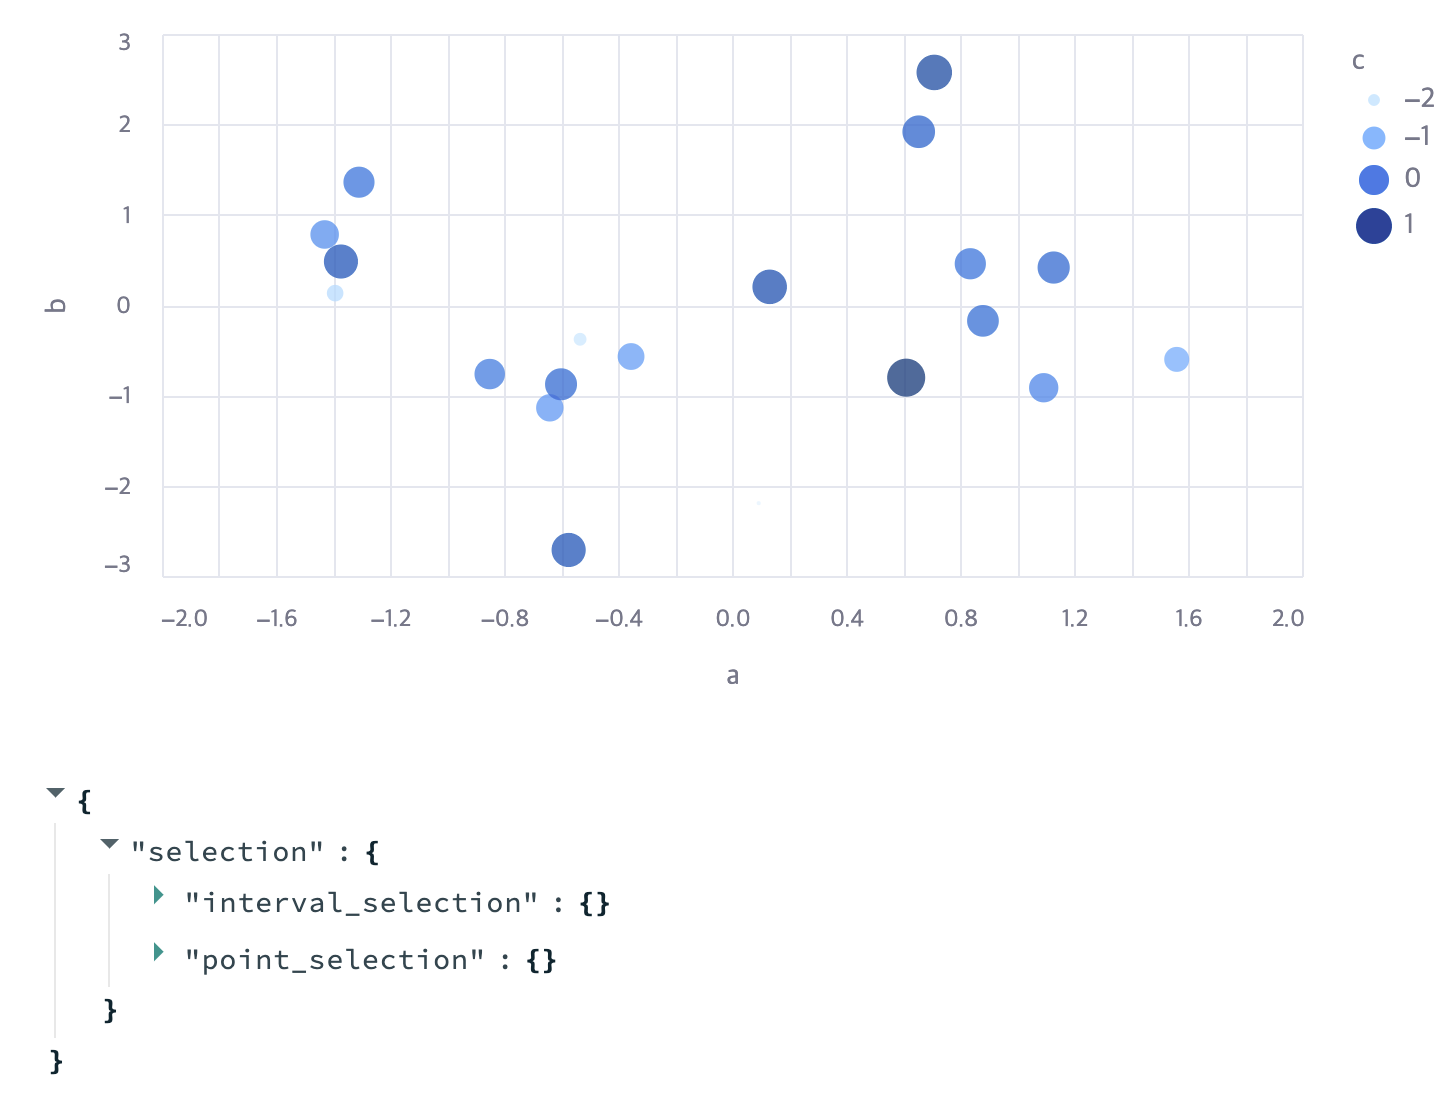 3
2
1
0
−1
−2
−3
b
−2.0 −1.6 −1.2 −0.8 −0.4 0.0 0.4 0.8 1.2 1.6 2.0
a
c
−2
−1
0
1
{
"selection" : {
"interval_selection" : {}
"point_selection" : {}
}
}